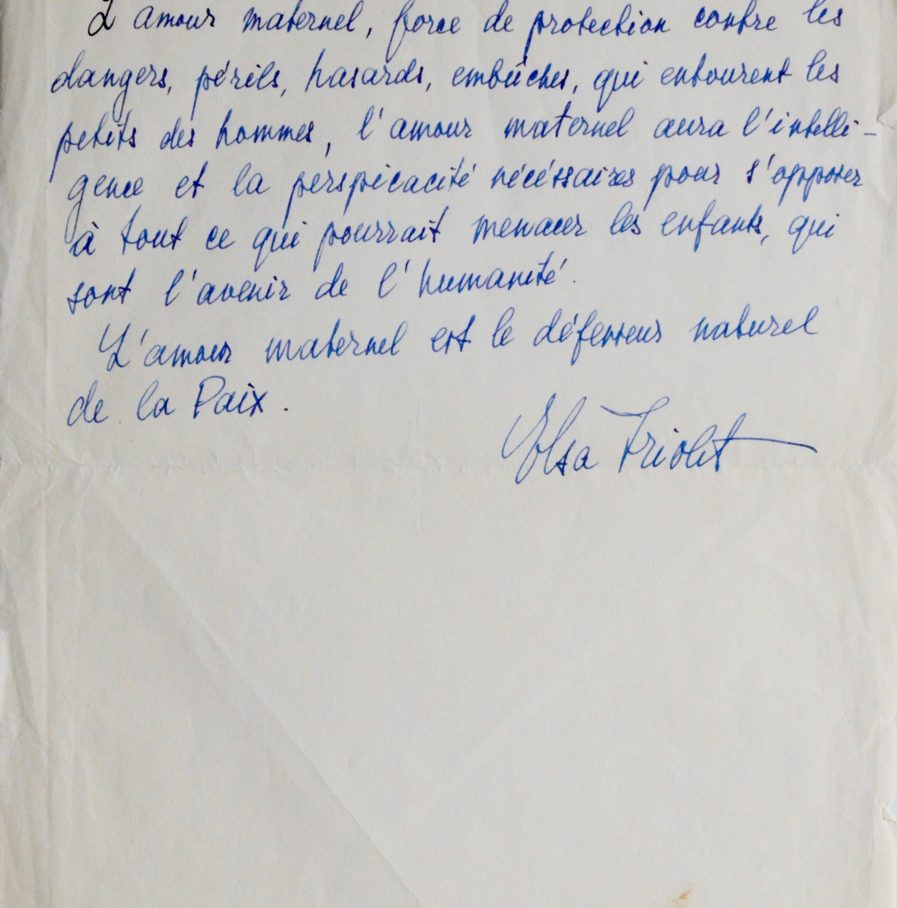 L'amour maternel, force de protection contre les
dangers, périls, hasards, embûches, qui entourent les
petits des hommes, l'amour maternel aura l'intelli-
gence et la perspicacité nécéssaires pour s'opposer
à tout ce qui pourrait menacer les enfants, qui
sont l'avenir de l'humanité.
L'amour maternel est le défenseur naturel
de la Paix.
Elsa Triolet